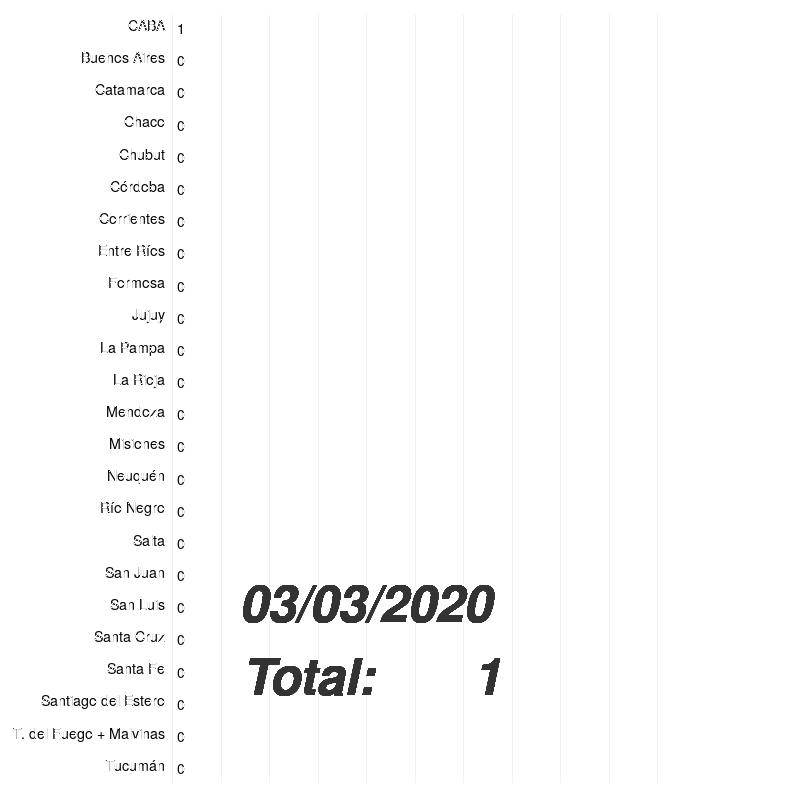 CABA 1
Buenos Aires 0
Catamarca 0
Chaco 0
Chubut 0
Córdoba 0
Corrientes 0
Entre Ríos 0
Formosa 0
Jujuy 0
La Pampa 0
La Rioja 0
Mendoza 0
Misiones 0
Neuquén 0
Río Negro 0
Salta 0
San Juan 0
San Luis 0
Santa Cruz 0
Santa Fe 0
Santiago del Estero 0
T. del Fuego + Malvinas 0
Tucumán 0
03/03/2020
Total: 1